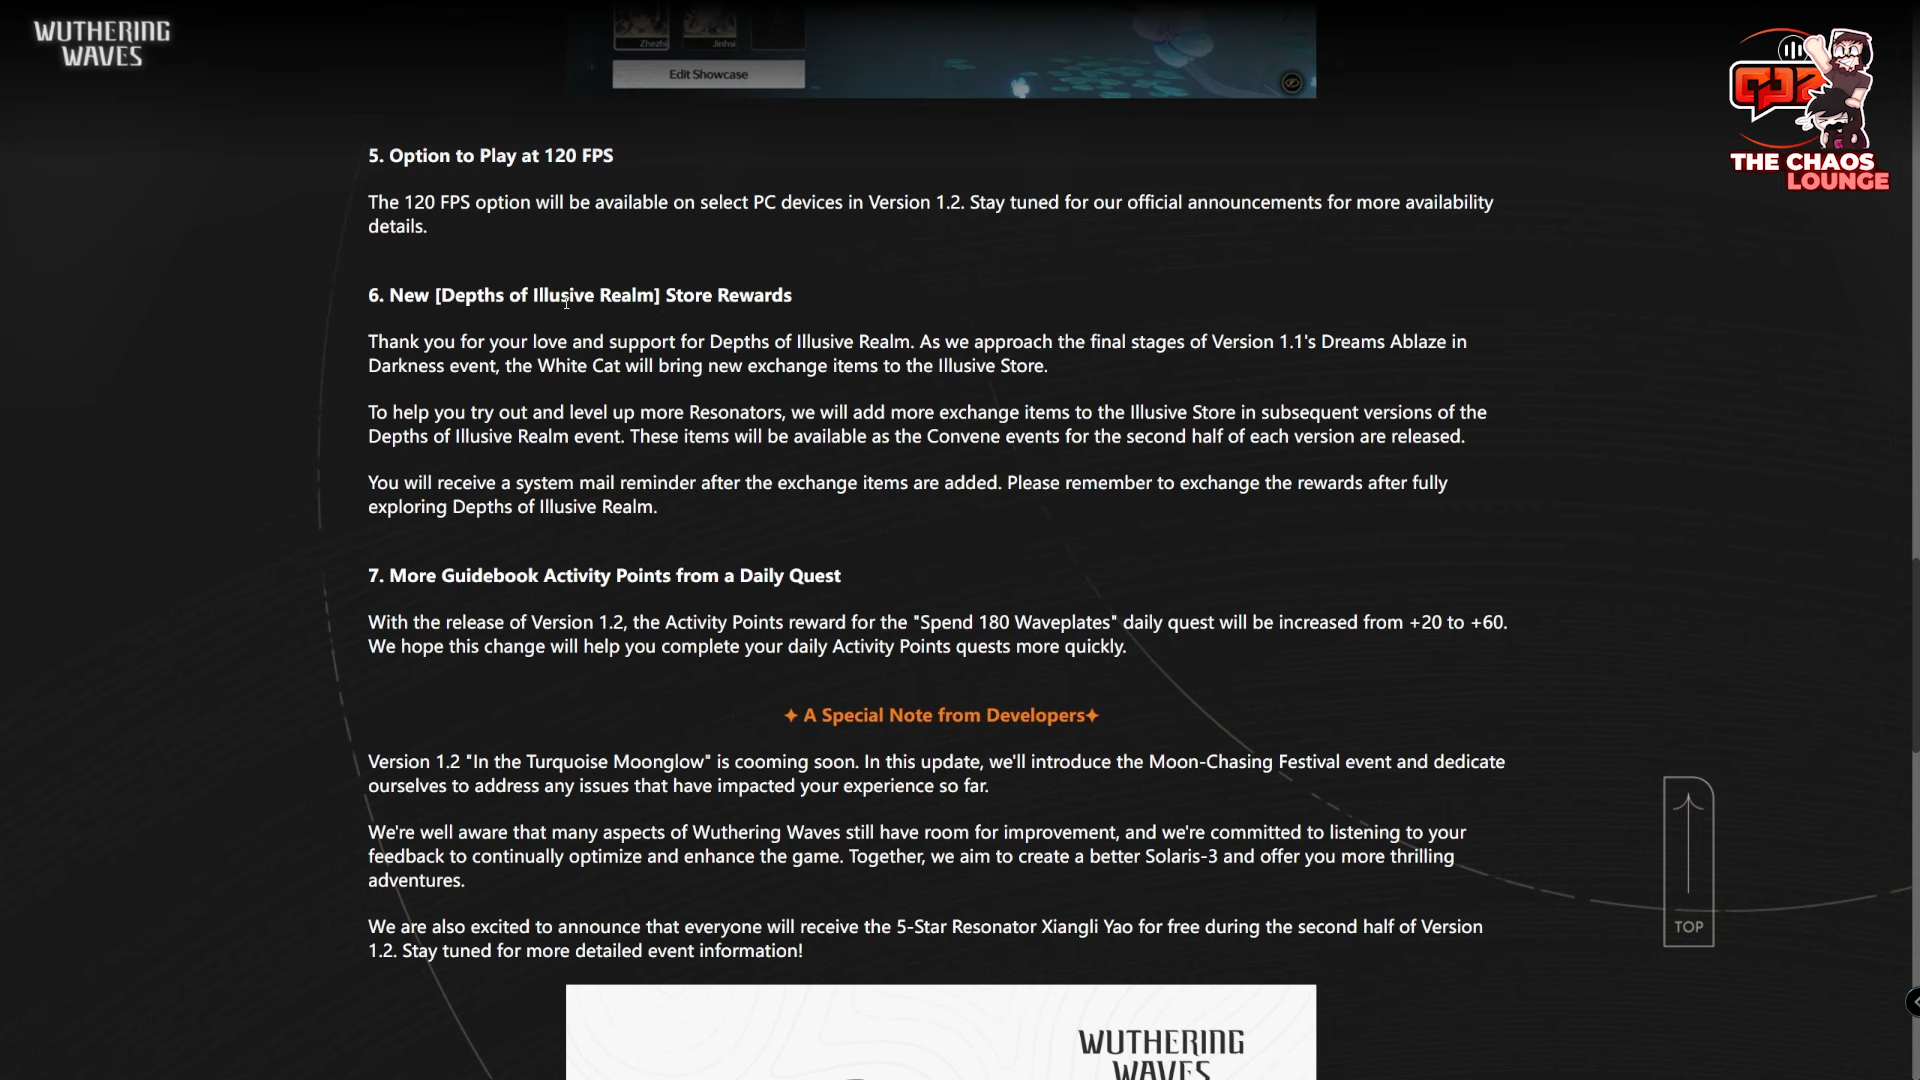 WUTHERING
WAVES
Zhezhi
Jinhsi
Edit Showcase
THE CHAOS
LOUNGE
5. Option to Play at 120 FPS
The 120 FPS option will be available on select PC devices in Version 1.2. Stay tuned for our official announcements for more availability
details.
6. New [Depths of Illusive Realm] Store Rewards
Thank you for your love and support for Depths of Illusive Realm. As we approach the final stages of Version 1.1's Dreams Ablaze in
Darkness event, the White Cat will bring new exchange items to the Illusive Store.
To help you try out and level up more Resonators, we will add more exchange items to the Illusive Store in subsequent versions of the
Depths of Illusive Realm event. These items will be available as the Convene events for the second half of each version are released.
You will receive a system mail reminder after the exchange items are added. Please remember to exchange the rewards after fully
exploring Depths of Illusive Realm.
7. More Guidebook Activity Points from a Daily Quest
With the release of Version 1.2, the Activity Points reward for the "Spend 180 Waveplates" daily quest will be increased from +20 to +60.
We hope this change will help you complete your daily Activity Points quests more quickly.
✦ A Special Note from Developers✦
Version 1.2 "In the Turquoise Moonglow" is cooming soon. In this update, we'll introduce the Moon-Chasing Festival event and dedicate
ourselves to address any issues that have impacted your experience so far.
We're well aware that many aspects of Wuthering Waves still have room for improvement, and we're committed to listening to your
feedback to continually optimize and enhance the game. Together, we aim to create a better Solaris-3 and offer you more thrilling
adventures.
We are also excited to announce that everyone will receive the 5-Star Resonator Xiangli Yao for free during the second half of Version
1.2. Stay tuned for more detailed event information!
TOP
WUTHERING
WAVES